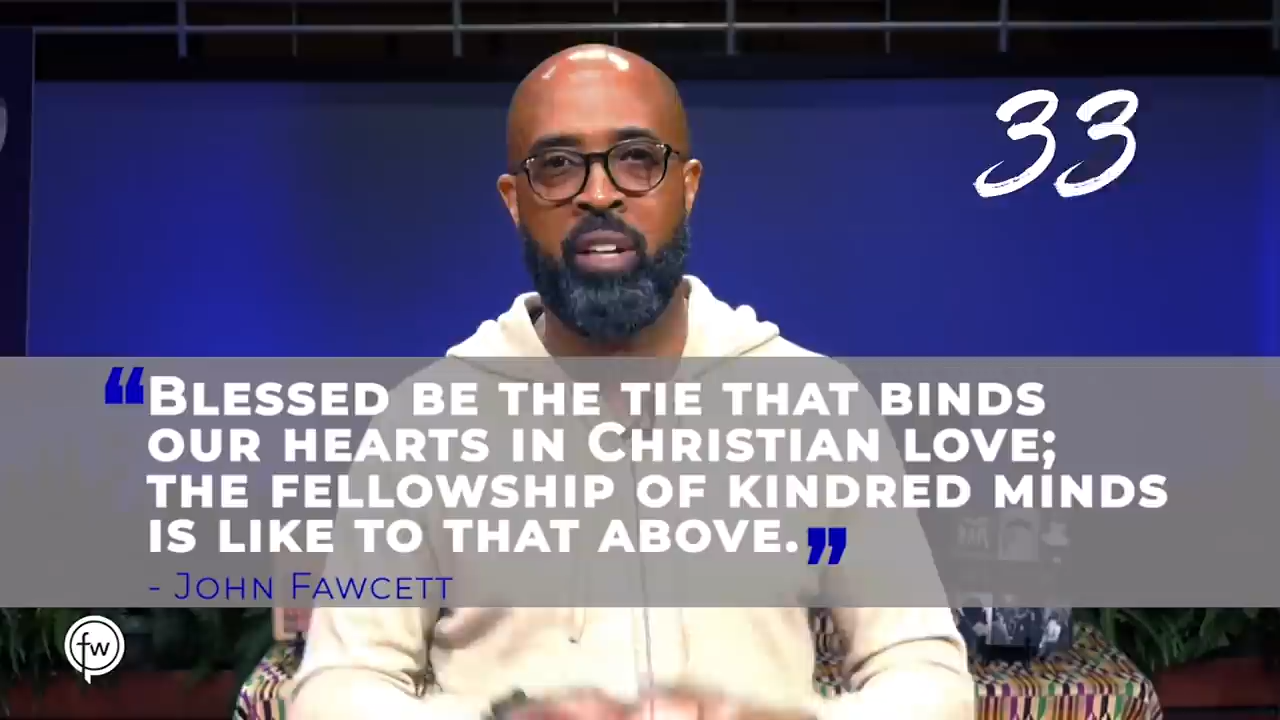 33
“Blessed be the tie that binds
our hearts in Christian love;
the fellowship of kindred minds
is like to that above.”
- John Fawcett
fw